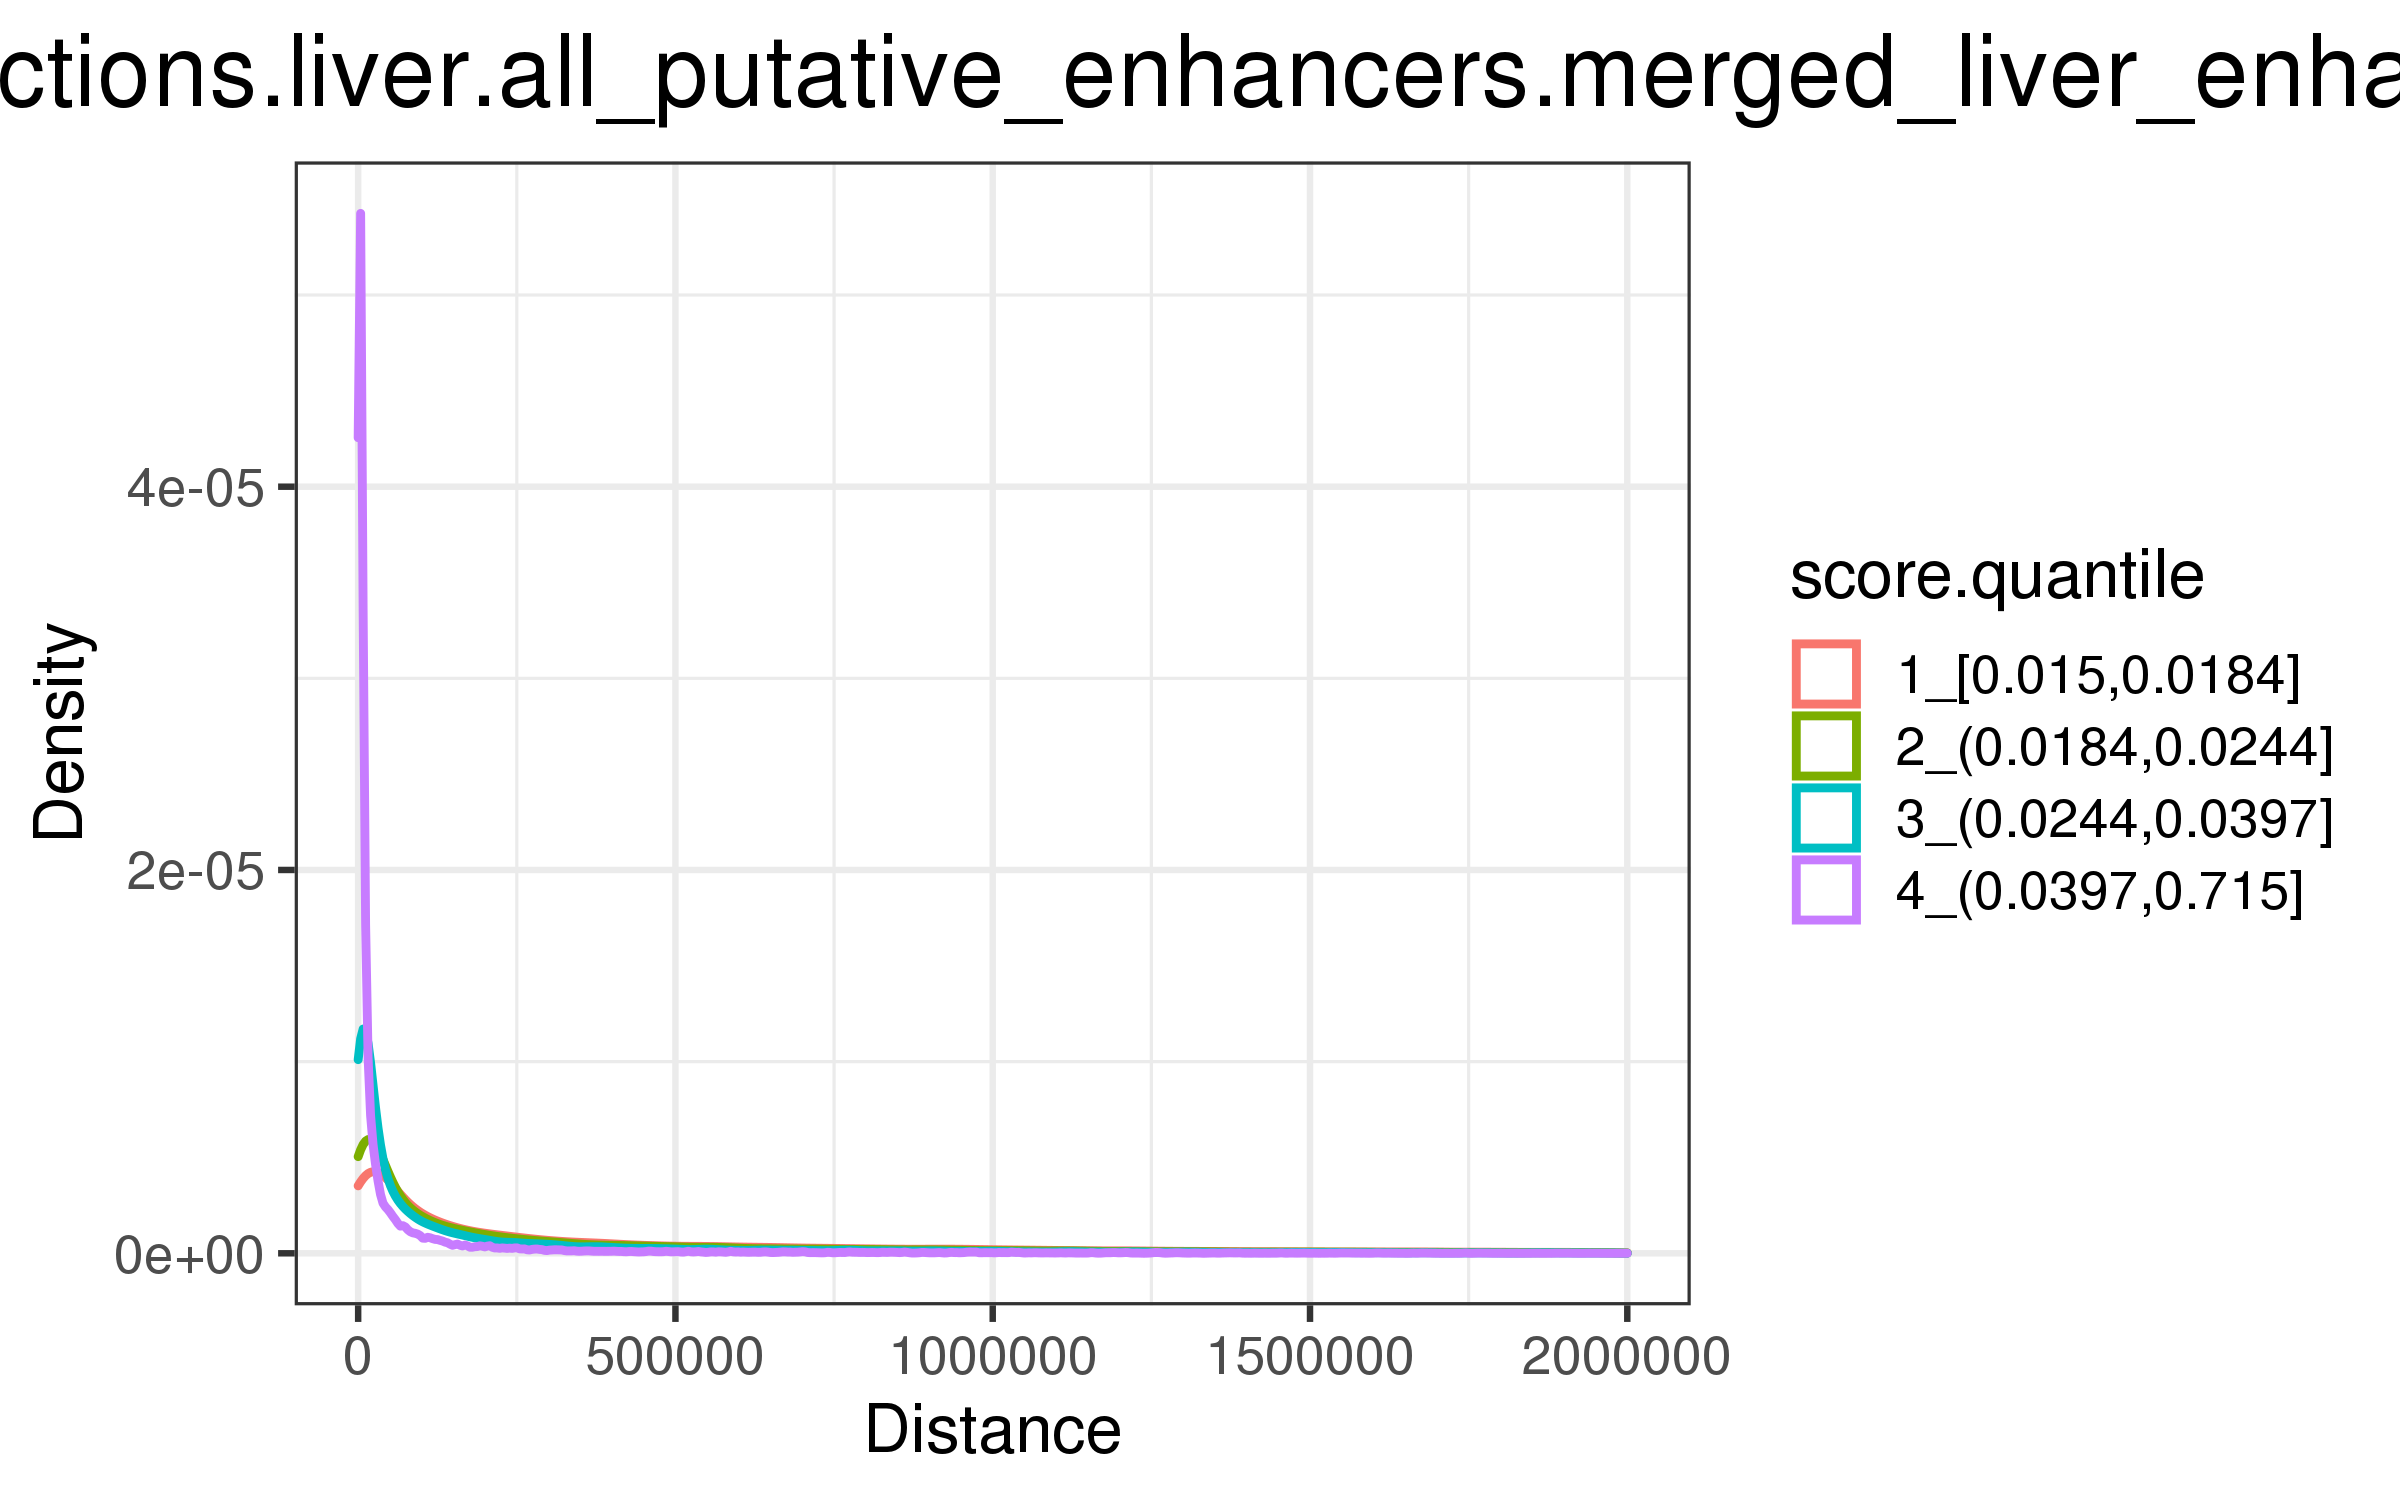 ctions.liver.all_putative_enhancers.merged_liver_enha
Density
4e-05
2e-05
0e+00
0 500000 1000000 1500000 2000000
Distance
score.quantile
1_[0.015,0.0184]
2_(0.0184,0.0244]
3_(0.0244,0.0397]
4_(0.0397,0.715]